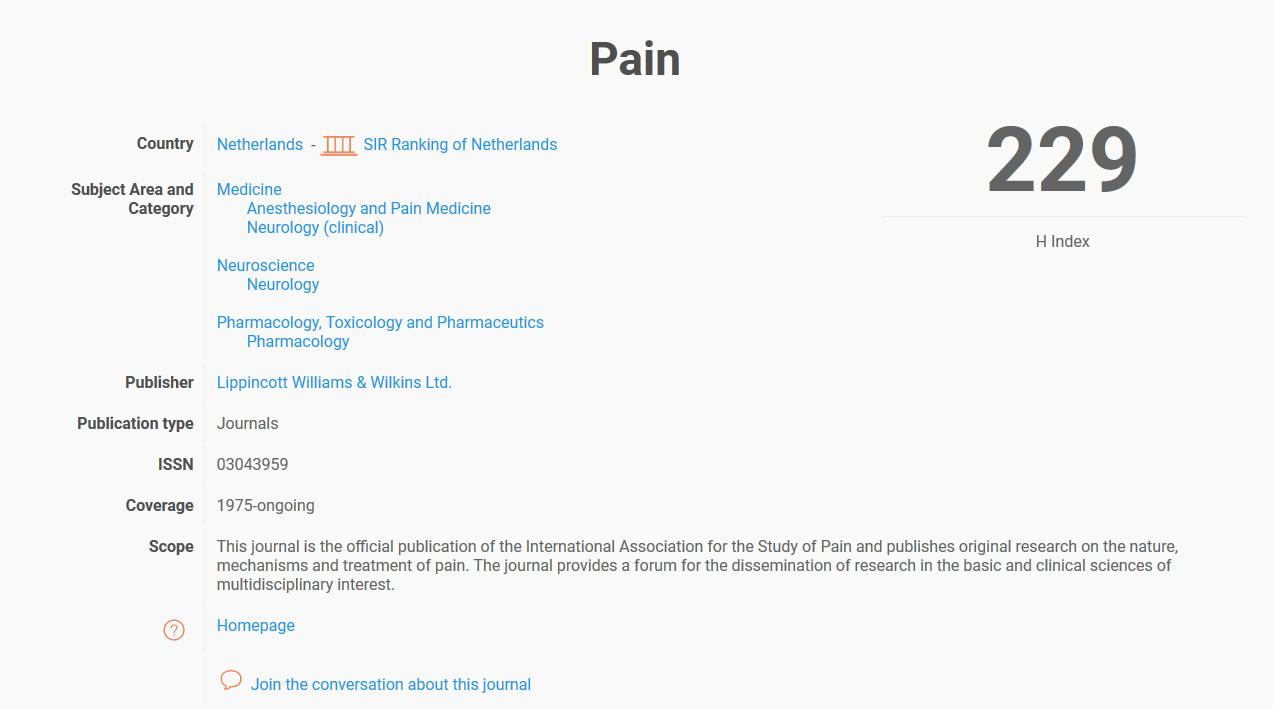 Pain
Country
Netherlands - SIR Ranking of Netherlands
Subject Area and
Category
Medicine
Anesthesiology and Pain Medicine
Neurology (clinical)
Neuroscience
Neurology
Pharmacology, Toxicology and Pharmaceutics
Pharmacology
Publisher
Lippincott Williams & Wilkins Ltd.
Publication type
Journals
ISSN
03043959
Coverage
1975-ongoing
Scope
This journal is the official publication of the International Association for the Study of Pain and publishes original research on the nature,
mechanisms and treatment of pain. The journal provides a forum for the dissemination of research in the basic and clinical sciences of
multidisciplinary interest.
?
Homepage
Join the conversation about this journal
229
H Index